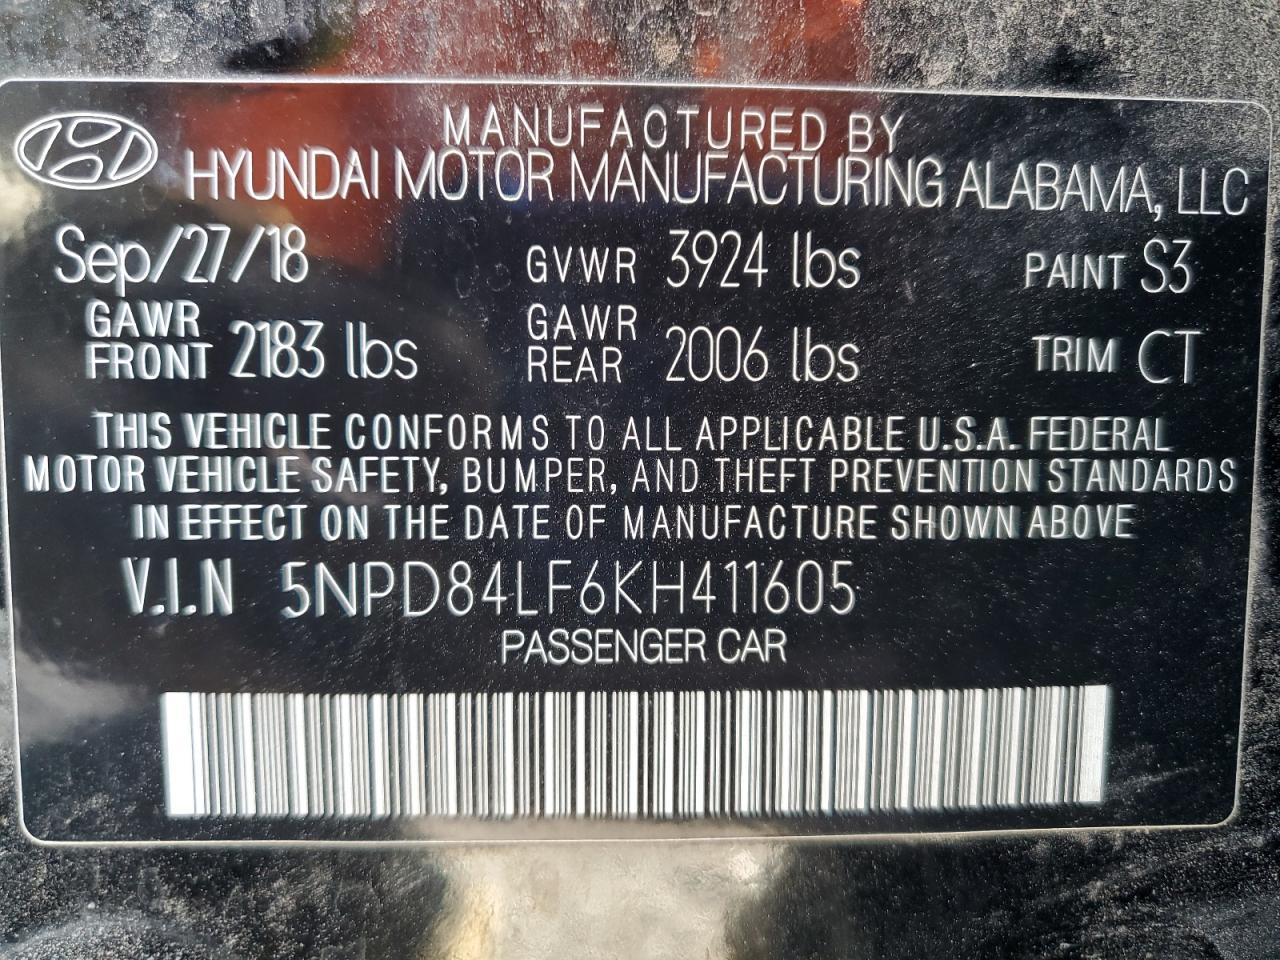 MANUFACTURED BY
HYUNDAI MOTOR MANUFACTURING ALABAMA, LLC
Sep/27/18 GVWR 3924 lbs PAINT S3
GAWR FRONT 2183 lbs GAWR REAR 2006 lbs TRIM CT
THIS VEHICLE CONFORMS TO ALL APPLICABLE U.S.A. FEDERAL
MOTOR VEHICLE SAFETY, BUMPER, AND THEFT PREVENTION STANDARDS
IN EFFECT ON THE DATE OF MANUFACTURE SHOWN ABOVE
V.I.N 5NPD84LF6KH411605
PASSENGER CAR